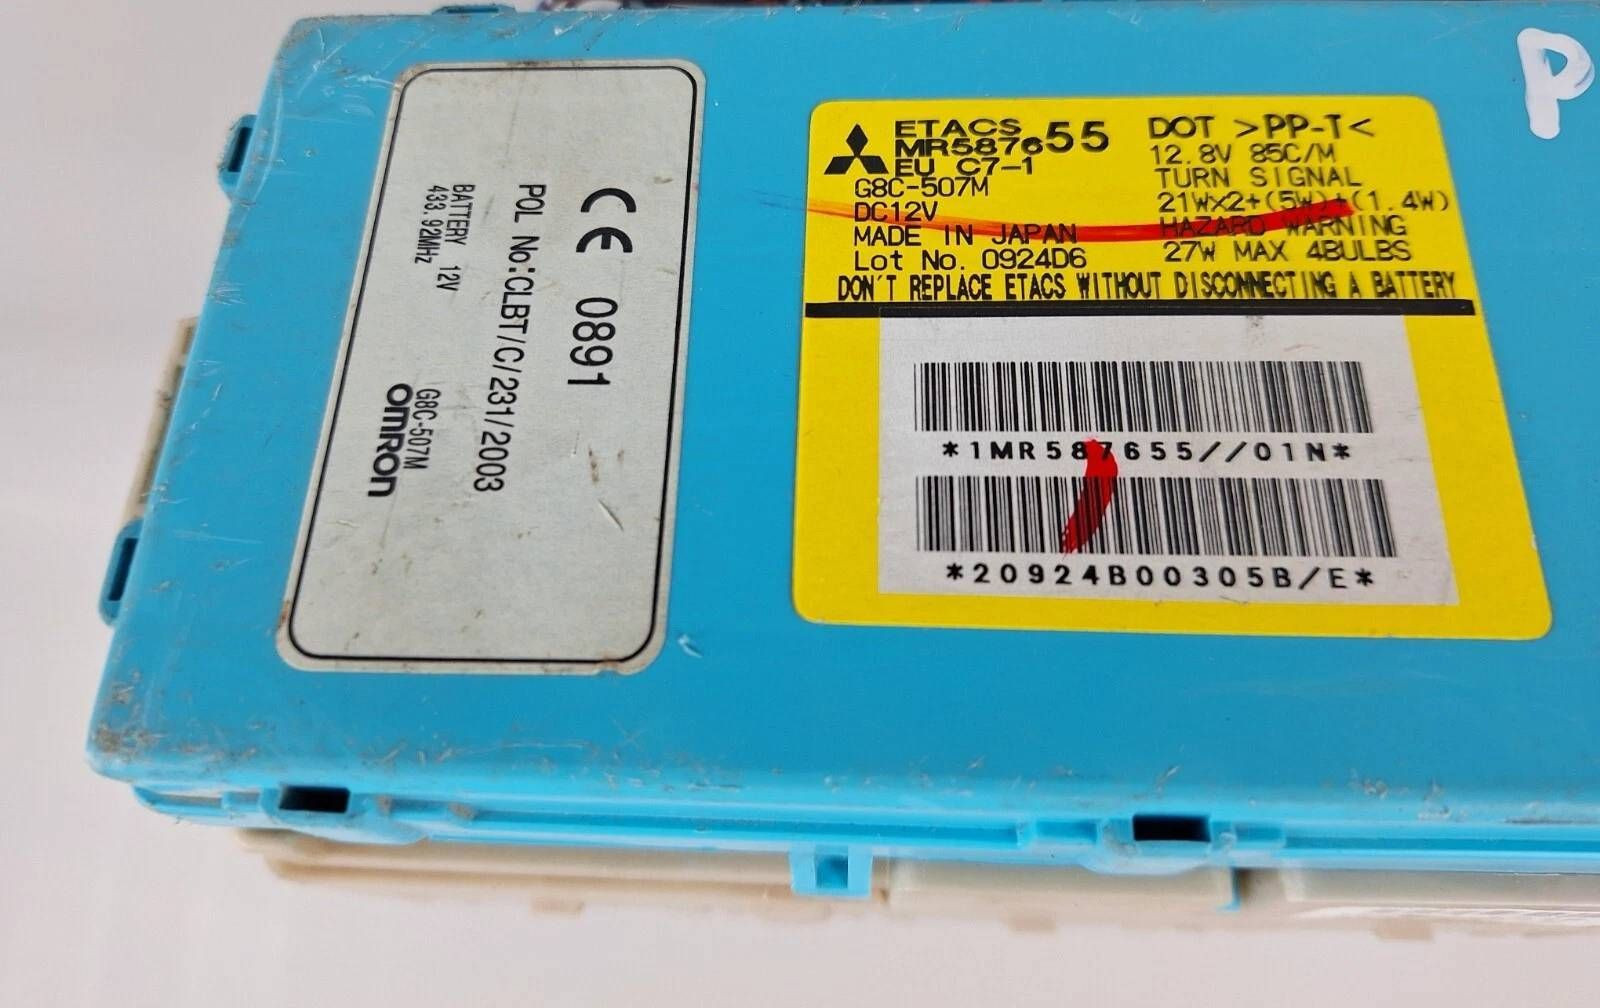 CE 0891
POL No:CLBT/C/231/2003
BATTERY 12V
433.92MHz
G8C-507M
OMRON
ETACS
MR587655
EU C7-1
G8C-507M
DC12V
MADE IN JAPAN
Lot No. 0924D6
DOT >PP-T<
12.8V 85C/M
TURN SIGNAL
21W×2+(5W)+(1.4W)
HAZARD WARNING
27W MAX 4BULBS
DON'T REPLACE ETACS WITHOUT DISCONNECTING A BATTERY
*1MR587655//01N*
*20924B00305B/E*
P